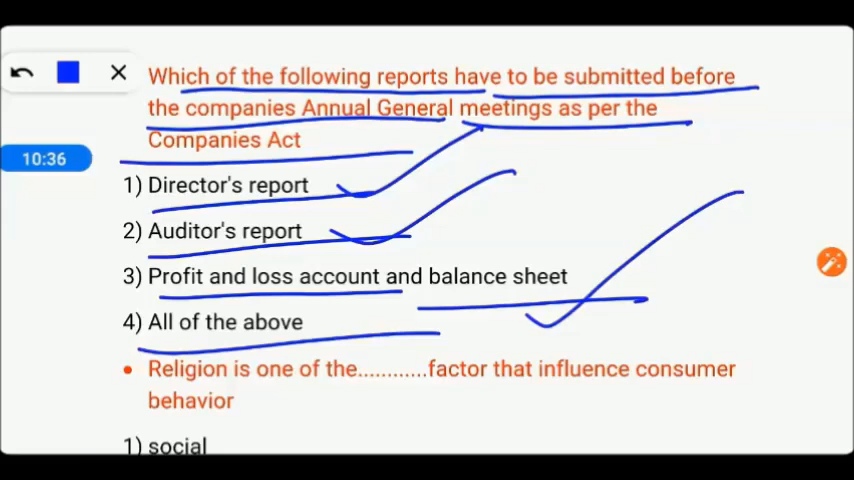 Which of the following reports have to be submitted before
the companies Annual General meetings as per the
Companies Act
10:36
1) Director's report
2) Auditor's report
3) Profit and loss account and balance sheet
4) All of the above
• Religion is one of the............factor that influence consumer
behavior
1) social